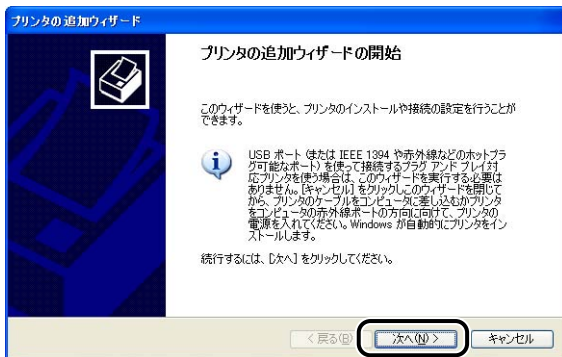 プリンタの追加ウィザード
プリンタの追加ウィザードの開始
このウィザードを使うと、プリンタのインストールや接続の設定を行うことが
できます。
USB ポート (または IEEE 1394 や赤外線などのホットプラ
グ可能なポート) を使って接続するプラグ アンド プレイ対
応プリンタを使う場合は、このウィザードを実行する必要は
ありません。[キャンセル] をクリックしこのウィザードを閉じて
から、プリンタのケーブルをコンピュータに差し込むかプリンタ
をコンピュータの赤外線ポートの方向に向けて、プリンタの
電源を入れてください。Windows が自動的にプリンタをイン
ストールします。
続行するには、[次へ] をクリックしてください。
< 戻る(B) 次へ(N) > キャンセル